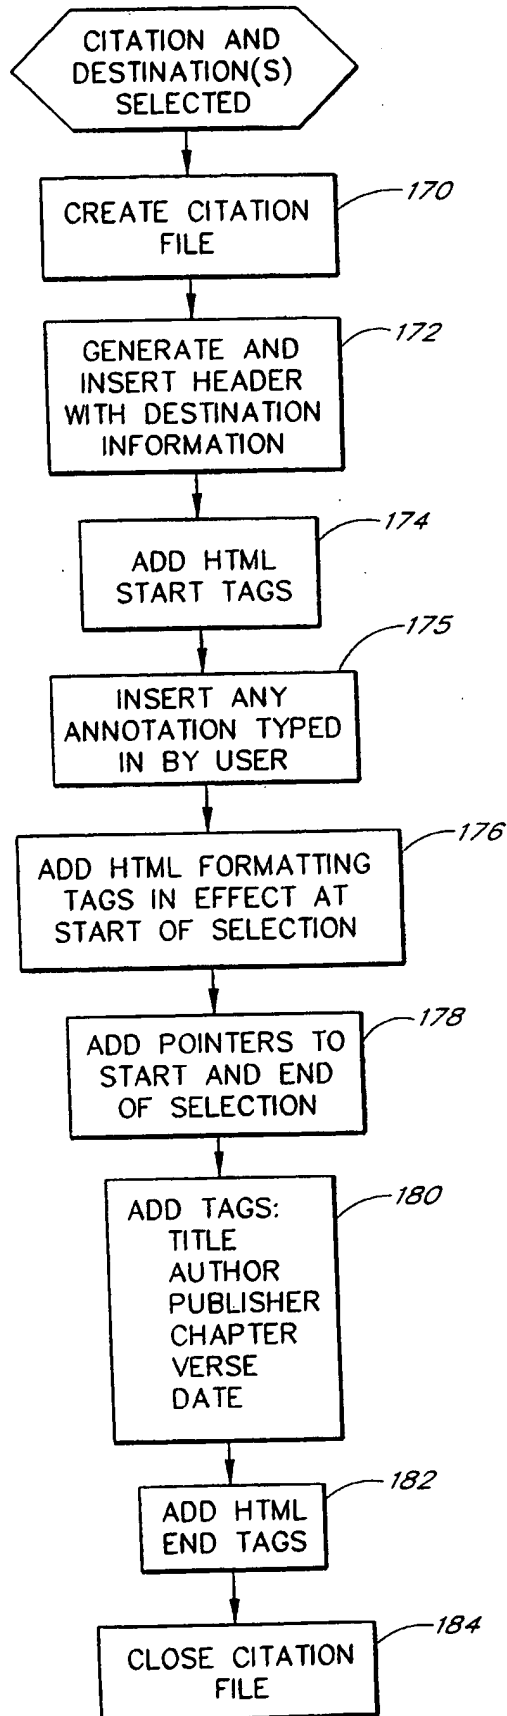 CITATION AND
DESTINATION(S)
SELECTED
170
CREATE CITATION
FILE
172
GENERATE AND
INSERT HEADER
WITH DESTINATION
INFORMATION
174
ADD HTML
START TAGS
175
INSERT ANY
ANNOTATION TYPED
IN BY USER
176
ADD HTML FORMATTING
TAGS IN EFFECT AT
START OF SELECTION
178
ADD POINTERS TO
START AND END
OF SELECTION
180
ADD TAGS:
TITLE
AUTHOR
PUBLISHER
CHAPTER
VERSE
DATE
182
ADD HTML
END TAGS
184
CLOSE CITATION
FILE